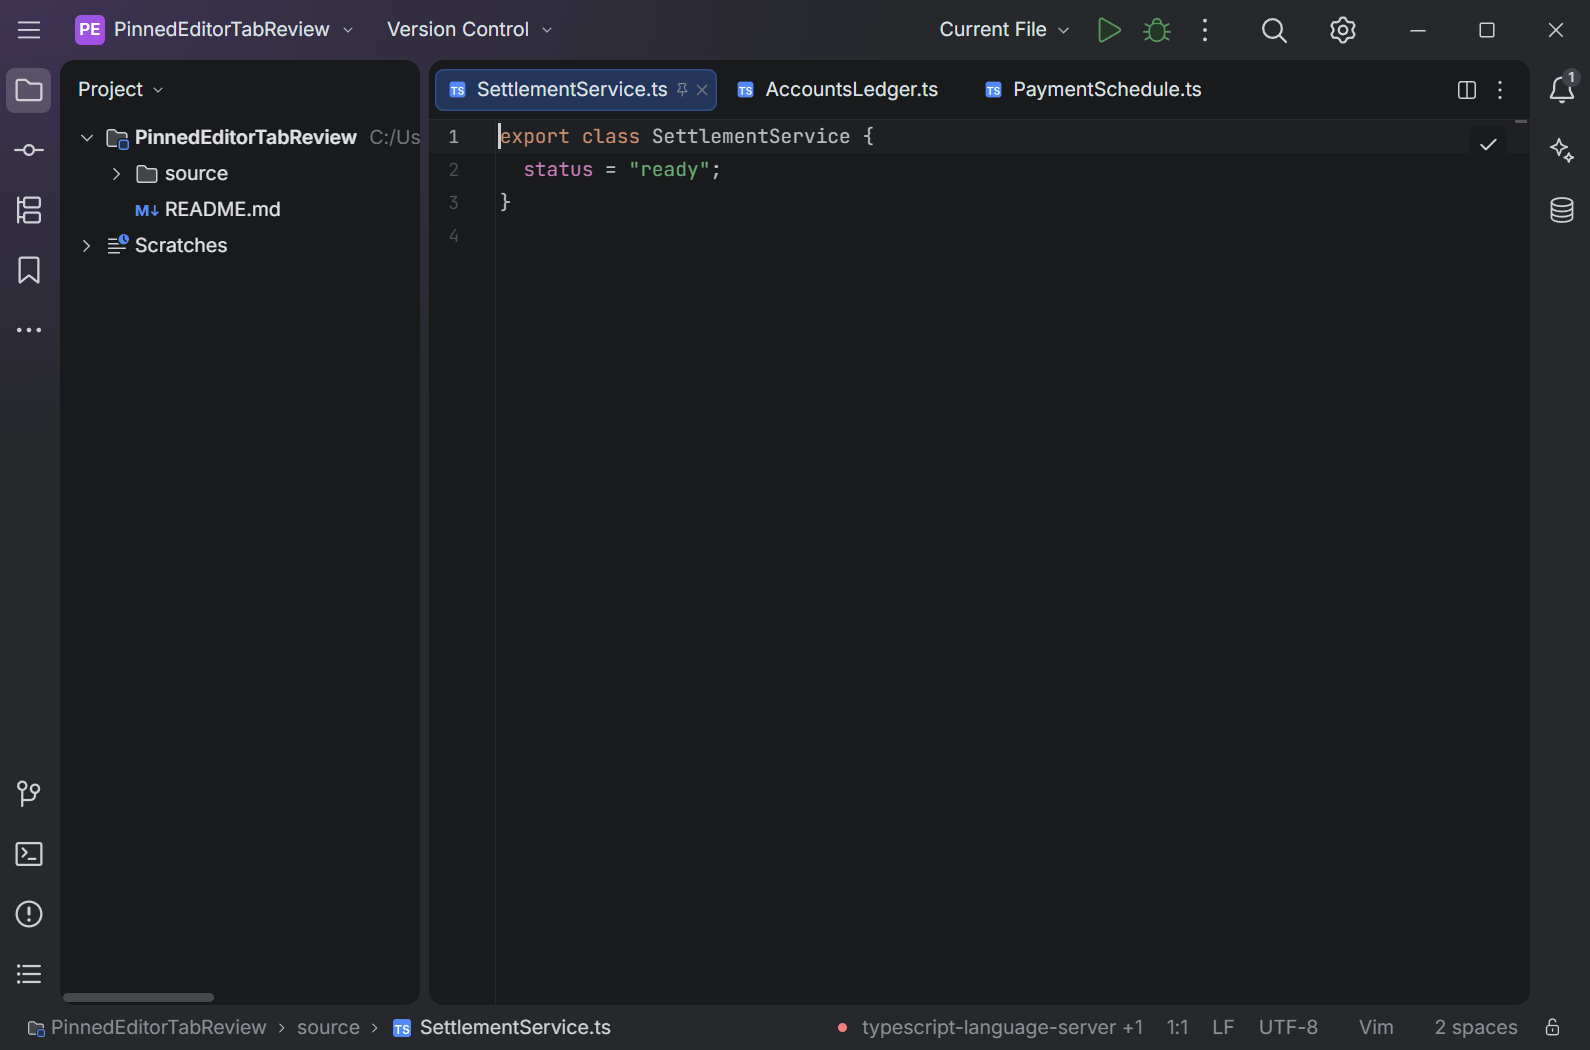 PE PinnedEditorTabReview Version Control Current File
Project
SettlementService.ts AccountsLedger.ts PaymentSchedule.ts
1
PinnedEditorTabReview C:/Us
source
README.md
Scratches
1 export class SettlementService {
2 status = "ready";
3 }
4
PinnedEditorTabReview › source › TS SettlementService.ts
typescript-language-server +1 1:1 LF UTF-8 Vim 2 spaces